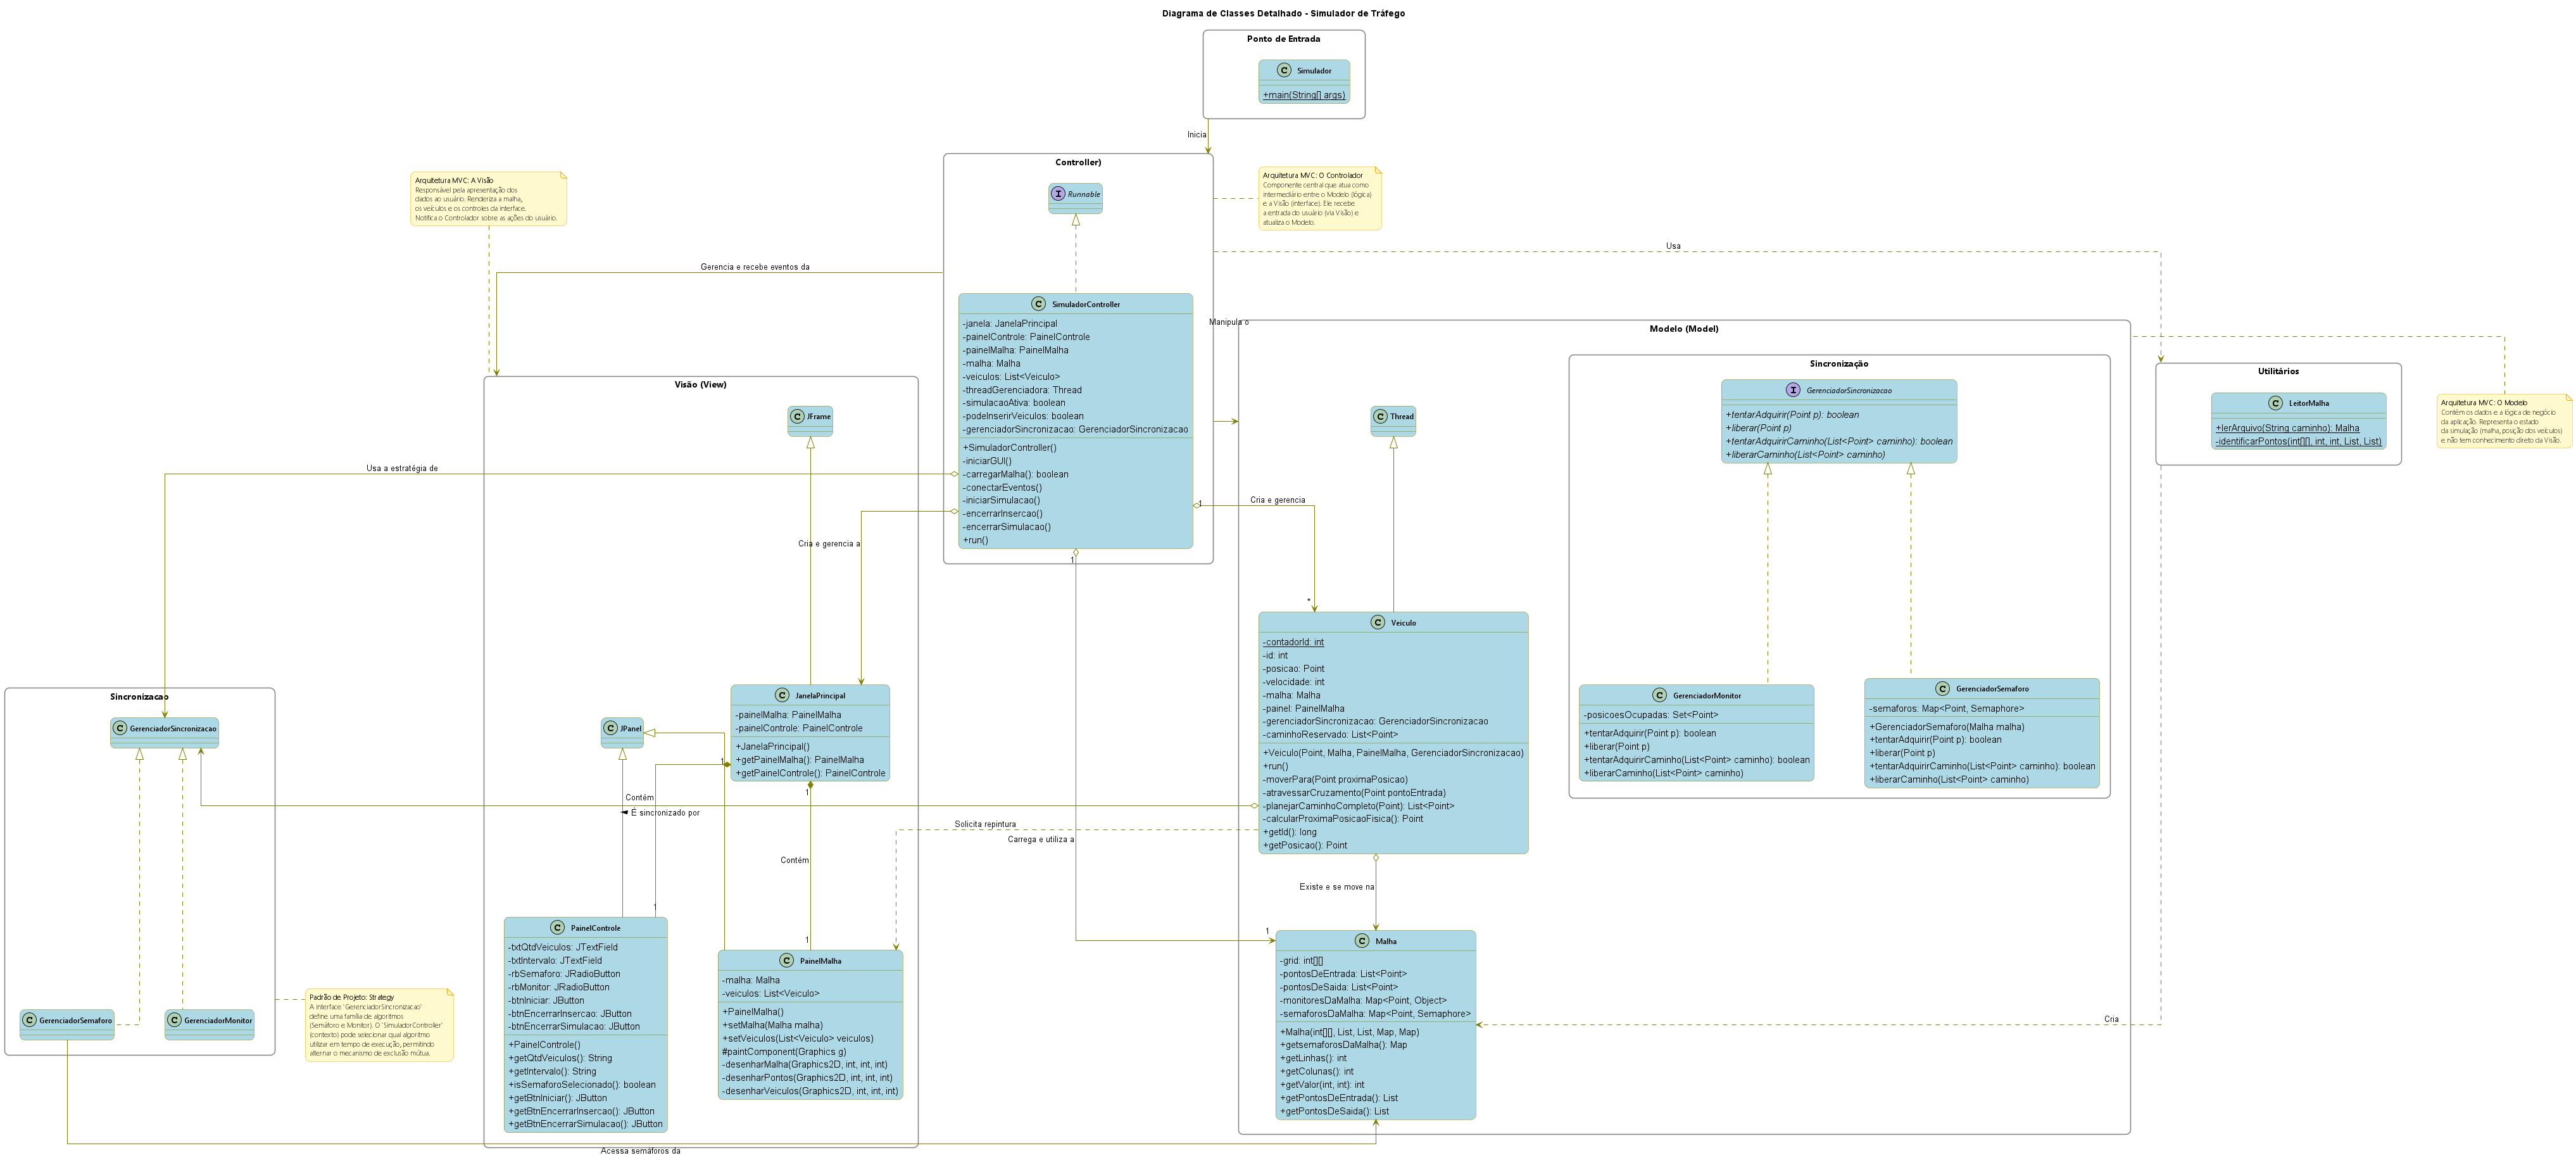 Diagrama de Classes Detalhado - Simulador de Tráfego
Ponto de Entrada
C Simulador
+main(String[] args)
Inicia
Controller)
I Runnable
Arquitetura MVC: O Controlador
Componente central que atua como
intermediário entre o Modelo (lógica)
e a Visão (interface). Ele recebe
a entrada do usuário (via Visão) e
atualiza o Modelo.
Arquitetura MVC: A Visão
Responsável pela apresentação dos
dados ao usuário. Renderiza a malha,
os veículos e os controles da interface.
Notifica o Controlador sobre as ações do usuário.
Usa
Gerencia e recebe eventos da
C SimuladorController
-janela: JanelaPrincipal
-painelControle: PainelControle
-painelMalha: PainelMalha
-malha: Malha
-veiculos: List<Veiculo>
-threadGerenciadora: Thread
-simulacaoAtiva: boolean
-podeInserirVeiculos: boolean
-gerenciadorSincronizacao: GerenciadorSincronizacao
+SimuladorController()
-iniciarGUI()
-carregarMalha(): boolean
-conectarEventos()
-iniciarSimulacao()
-encerrarInsercao()
-encerrarSimulacao()
+run()
Manipula o
Modelo (Model)
Sincronização
I GerenciadorSincronizacao
+tentarAdquirir(Point p): boolean
+liberar(Point p)
+tentarAdquirirCaminho(List<Point> caminho): boolean
+liberarCaminho(List<Point> caminho)
Utilitários
C LeitorMalha
+lerArquivo(String caminho): Malha
-identificarPontos(int[][], int, int, List, List)
Arquitetura MVC: O Modelo
Contém os dados e a lógica de negócio
da aplicação. Representa o estado
da simulação (malha, posição dos veículos)
e não tem conhecimento direto da Visão.
Visão (View)
C JFrame
C Thread
Usa a estratégia de
1
Cria e gerencia
Cria e gerencia a
1
*
C Veiculo
-contadorId: int
-id: int
-posicao: Point
-velocidade: int
-malha: Malha
-painel: PainelMalha
-gerenciadorSincronizacao: GerenciadorSincronizacao
-caminhoReservado: List<Point>
+Veiculo(Point, Malha, PainelMalha, GerenciadorSincronizacao)
+run()
-moverPara(Point proximaPosicao)
-atravessarCruzamento(Point pontoEntrada)
-planejarCaminhoCompleto(Point): List<Point>
-calcularProximaPosicaoFisica(): Point
+getId(): long
+getPosicao(): Point
C GerenciadorMonitor
-posicoesOcupadas: Set<Point>
+tentarAdquirir(Point p): boolean
+liberar(Point p)
+tentarAdquirirCaminho(List<Point> caminho): boolean
+liberarCaminho(List<Point> caminho)
C GerenciadorSemaforo
-semaforos: Map<Point, Semaphore>
+GerenciadorSemaforo(Malha malha)
+tentarAdquirir(Point p): boolean
+liberar(Point p)
+tentarAdquirirCaminho(List<Point> caminho): boolean
+liberarCaminho(List<Point> caminho)
Sincronizacao
C GerenciadorSincronizacao
C JPanel
C JanelaPrincipal
-painelMalha: PainelMalha
-painelControle: PainelControle
+JanelaPrincipal()
+getPainelMalha(): PainelMalha
+getPainelControle(): PainelControle
1
1
Contém
É sincronizado por
Solicita repintura
Carrega e utiliza a
Contém
Existe e se move na
1
1
1
C PainelControle
-txtQtdVeiculos: JTextField
-txtIntervalo: JTextField
-rbSemaforo: JRadioButton
-rbMonitor: JRadioButton
-btnIniciar: JButton
-btnEncerrarInsercao: JButton
-btnEncerrarSimulacao: JButton
+PainelControle()
+getQtdVeiculos(): String
+getIntervalo(): String
+isSemaforoSelecionado(): boolean
+getBtnIniciar(): JButton
+getBtnEncerrarInsercao(): JButton
+getBtnEncerrarSimulacao(): JButton
C PainelMalha
-malha: Malha
-veiculos: List<Veiculo>
+PainelMalha()
+setMalha(Malha malha)
+setVeiculos(List<Veiculo> veiculos)
#paintComponent(Graphics g)
-desenharMalha(Graphics2D, int, int, int)
-desenharPontos(Graphics2D, int, int, int)
-desenharVeiculos(Graphics2D, int, int, int)
C Malha
-grid: int[][]
-pontosDeEntrada: List<Point>
-pontosDeSaida: List<Point>
-monitoresDaMalha: Map<Point, Object>
-semaforosDaMalha: Map<Point, Semaphore>
+Malha(int[][], List, List, Map, Map)
+getsemaforosDaMalha(): Map
+getLinhas(): int
+getColunas(): int
+getValor(int, int): int
+getPontosDeEntrada(): List
+getPontosDeSaida(): List
Cria
C GerenciadorSemaforo
C GerenciadorMonitor
Padrão de Projeto: Strategy
A interface 'GerenciadorSincronizacao'
define uma família de algoritmos
(Semáforo e Monitor). O 'SimuladorController'
(contexto) pode selecionar qual algoritmo
utilizar em tempo de execução, permitindo
alternar o mecanismo de exclusão mútua.
Acessa semáforos da